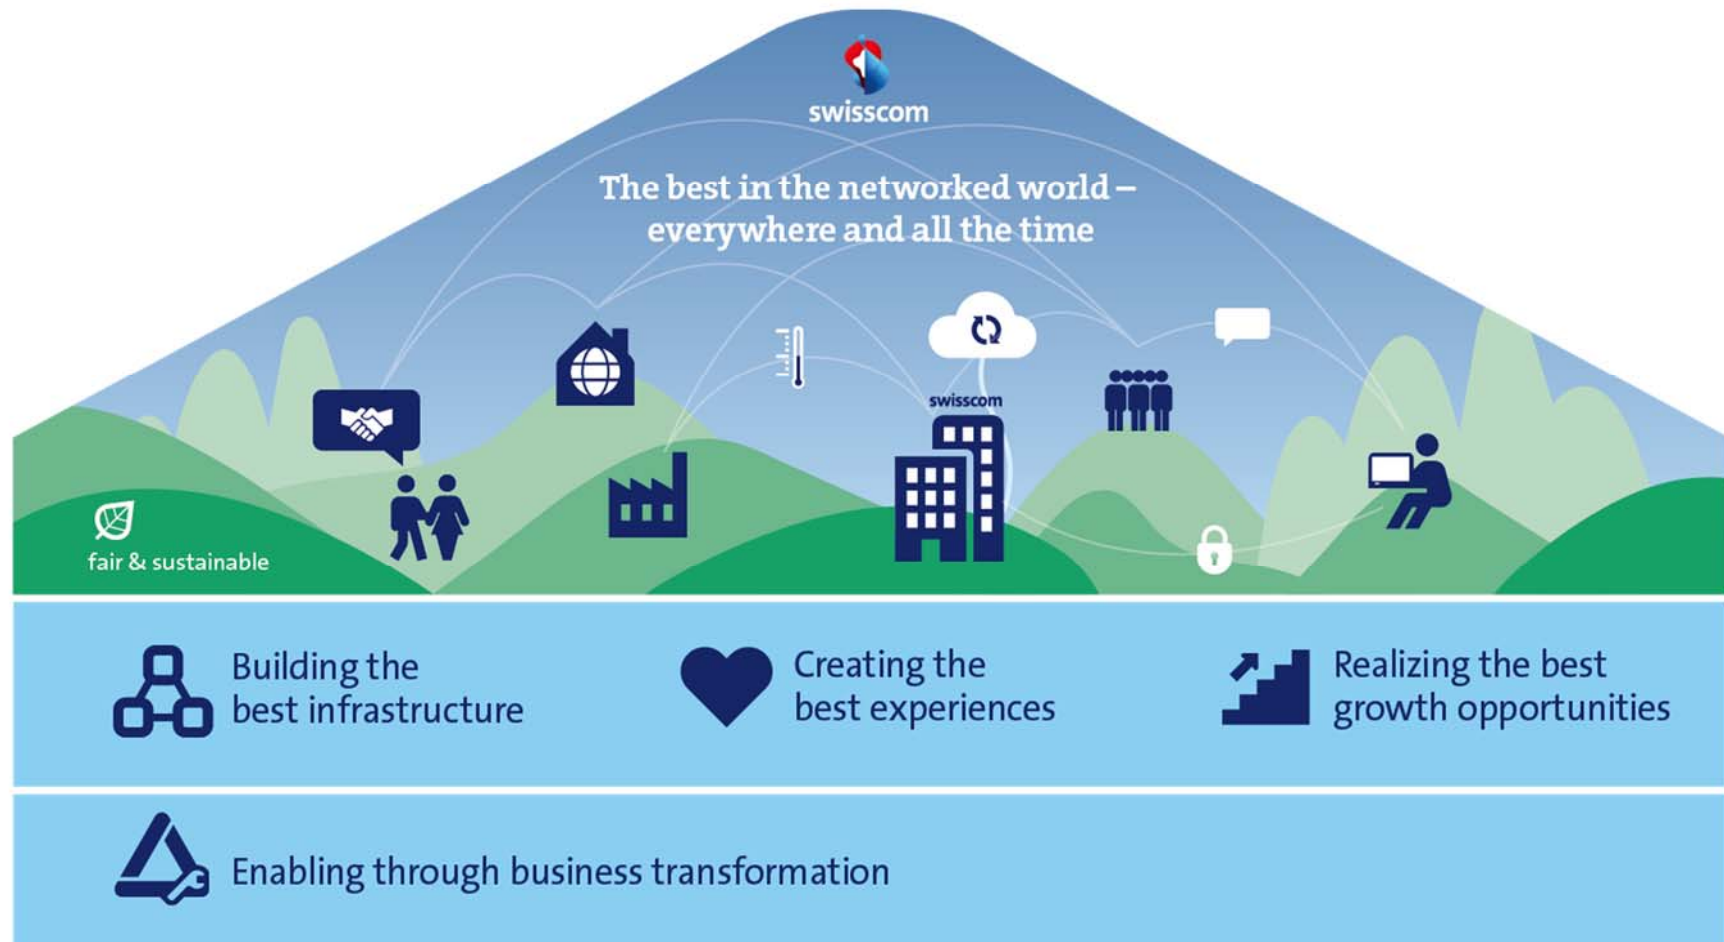 swisscom
The best in the networked world –
everywhere and all the time
swisscom
fair & sustainable
Building the
best infrastructure
Creating the
best experiences
Realizing the best
growth opportunities
Enabling through business transformation